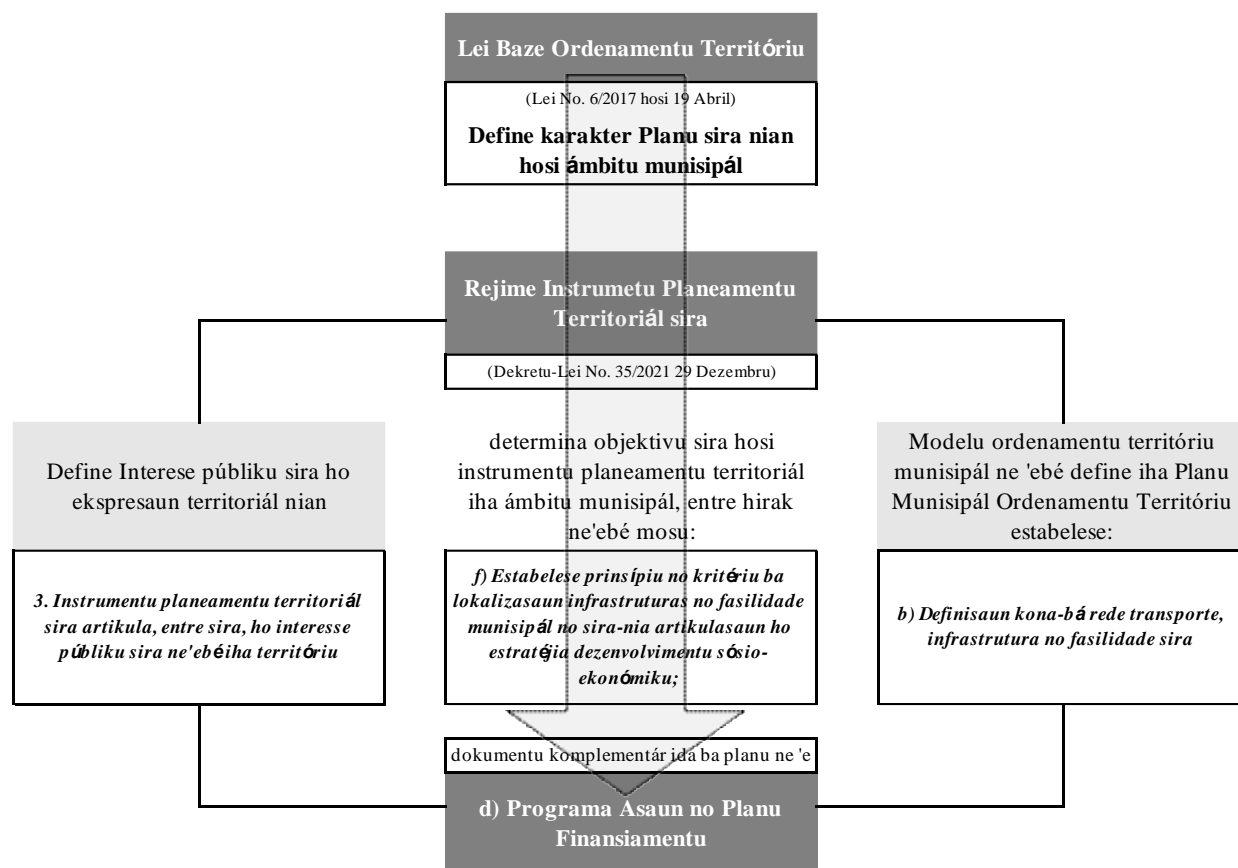 Lei Baze Ordenamentu Território
(Lei No. 6/2017 hosi 19 Abril)
Define karakter Planu sira nian
hosi ámbitu munisipál
Rejime Instrumetu Planeamentu
Territoriál sira
(Dekretu-Lei No. 35/2021 29 Dezembru)
Define Interese públiku sira ho
ekspresaun territoriál nian
3. Instrumentu planeamentu territoriál
sira artikula, entre sira, ho interesse
públiku sira ne'ebé iha território
determina objektivu sira hosi
instrumentu planeamentu territoriál
iha ámbitu munisipál, entre hirak
ne'ebé mosu:
f) Estabelese prinsípiu no kritériu ba
lokalizasaun infrastruturas no fasilidade
munisipál no sira-nia artikulasaun ho
estratéjia dezenvolvimentu sósio-
ekonómiku;
Modelu ordenamentu território
munisipál ne 'ebé define iha Planu
Munisipál Ordenamentu Território
estabelese:
b) Definisaun kona-bá rede transporte,
infrastrutura no fasilidade sira
dokumentu komplementár ida ba planu ne 'e
d) Programa Asaun no Planu
Finansiamentu